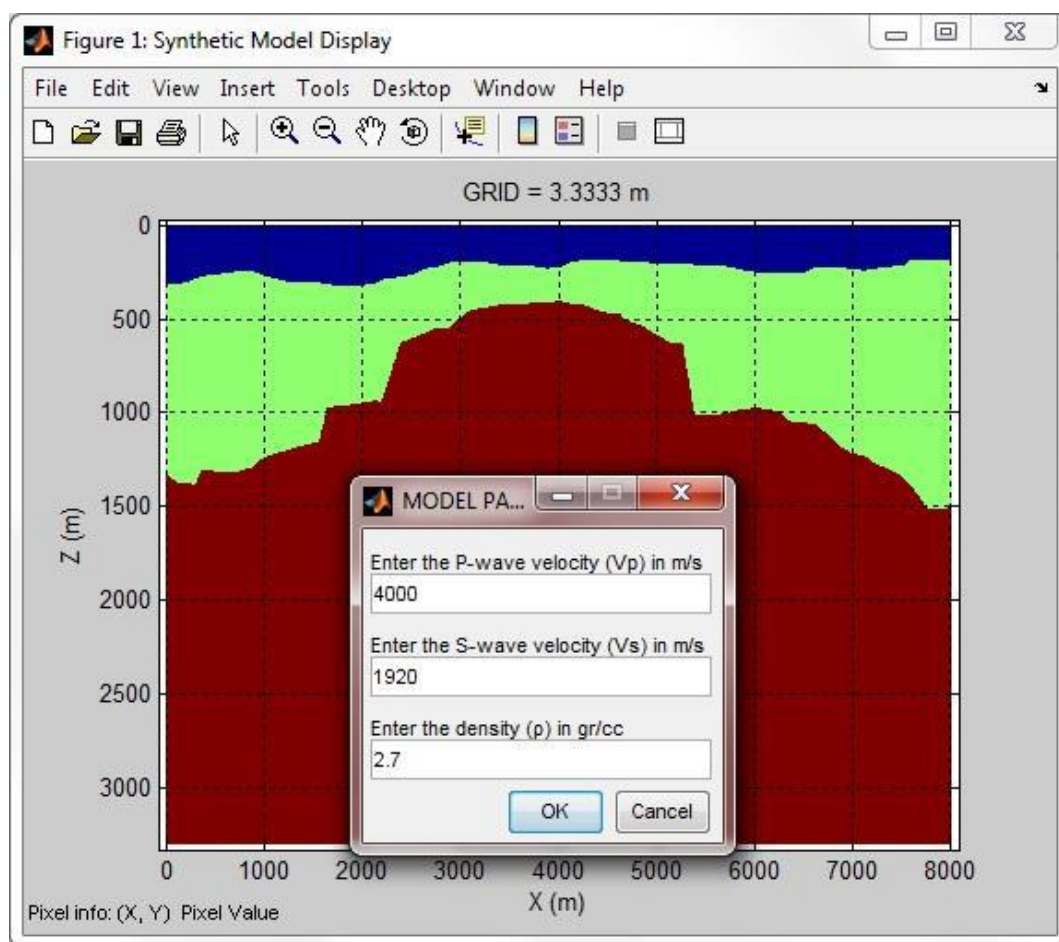 Figure 1: Synthetic Model Display
File Edit View Insert Tools Desktop Window Help
GRID = 3.3333 m
0
500
1000
1500
2000
2500
3000
Z (m)
MODEL PA...
Enter the P-wave velocity (Vp) in m/s
4000
Enter the S-wave velocity (Vs) in m/s
1920
Enter the density (ρ) in gr/cc
2.7
OK Cancel
0 1000 2000 3000 4000 5000 6000 7000 8000
X (m)
Pixel info: (X, Y) Pixel Value